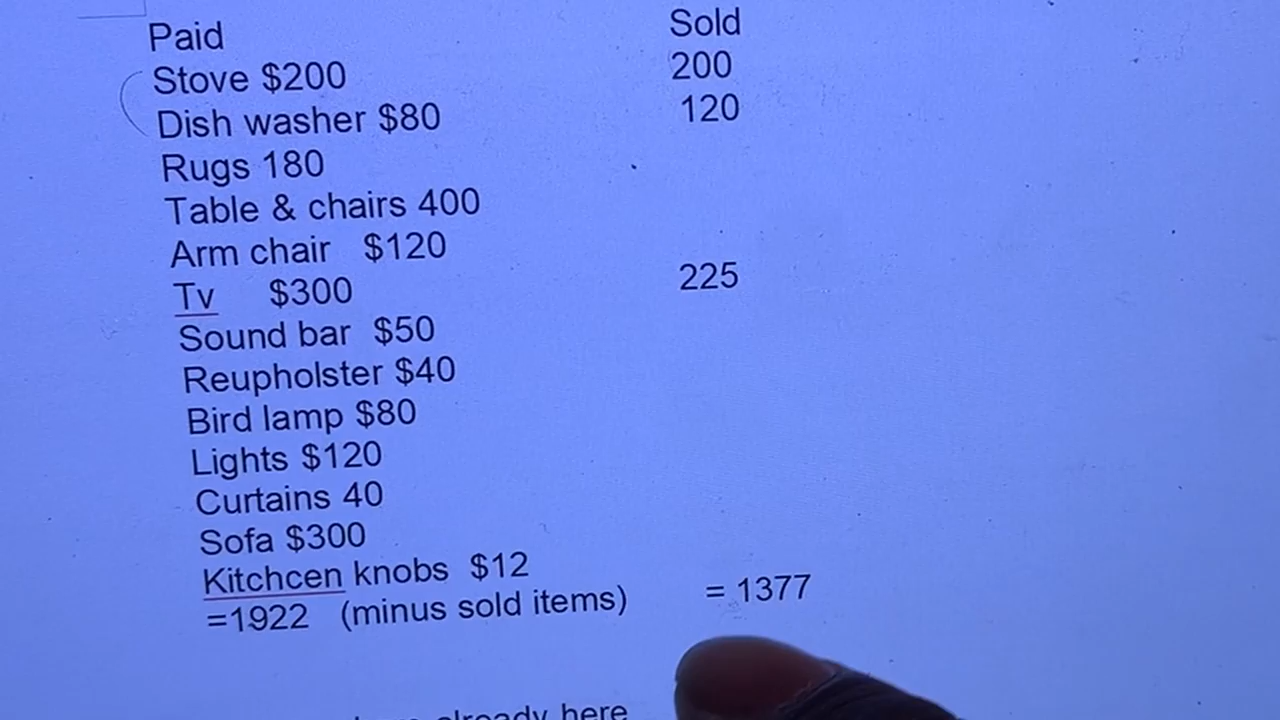 Paid Sold
Stove $200 200
Dish washer $80 120
Rugs 180
Table & chairs 400
Arm chair $120
Tv $300 225
Sound bar $50
Reupholster $40
Bird lamp $80
Lights $120
Curtains 40
Sofa $300
Kitchcen knobs $12
=1922 (minus sold items) = 1377
already here